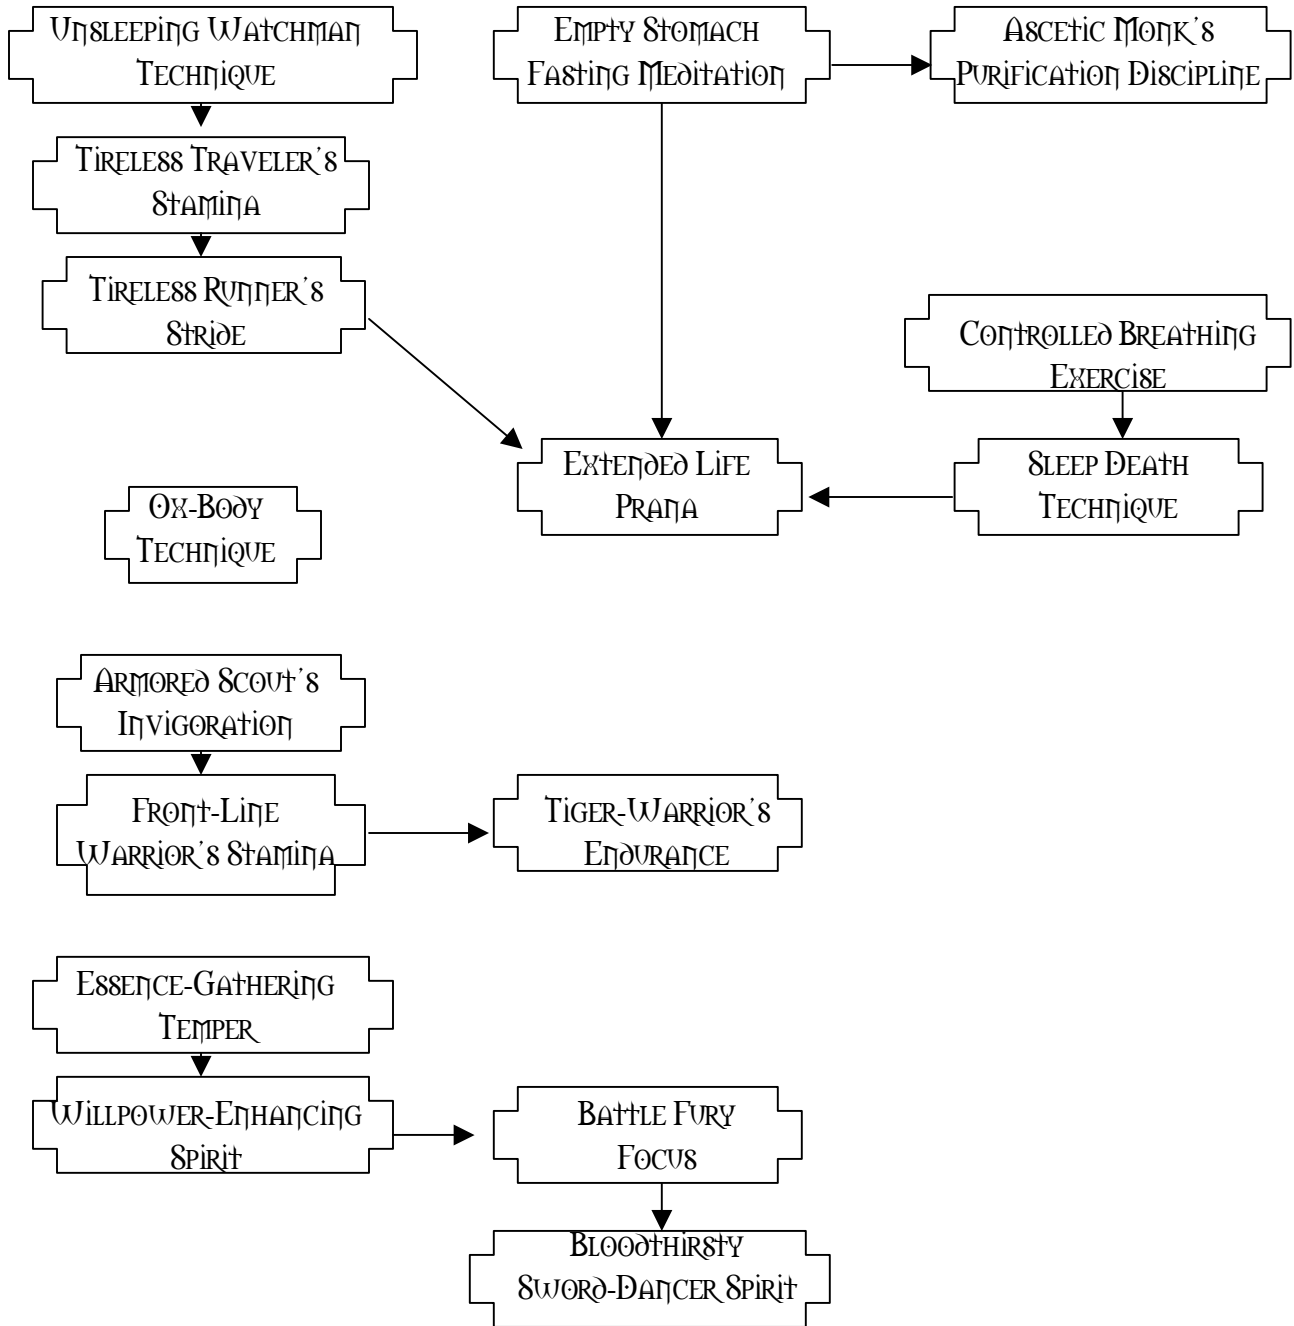 Unsleeping Watchman
Technique
Empty Stomach
Fasting Meditation
Ascetic Monk's
Purification Discipline
Tireless Traveler's
Stamina
Tireless Runner's
Stride
Controlled Breathing
Exercise
Extended Life
Prana
Sleep Death
Technique
Ox-Body
Technique
Armored Scout's
Invigoration
Front-Line
Warrior's Stamina
Tiger-Warrior's
Endurance
Essence-Gathering
Temper
Willpower-Enhancing
Spirit
Battle Fury
Focus
Bloodthirsty
Sword-Dancer Spirit